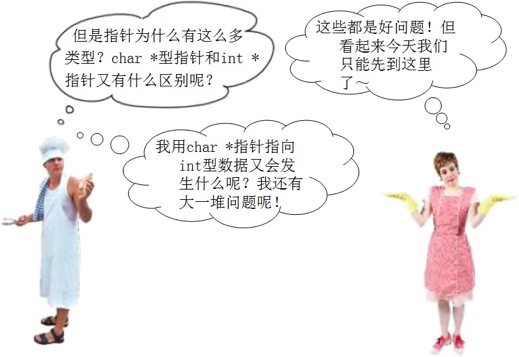 但是指针为什么有这么多
类型？char *型指针和int *
指针又有什么区别呢？
我用char *指针指向
int型数据又会发
生什么呢？我还有
大一堆问题呢！
这些都是好问题！但
看起来今天我们
只能先到这里
了～